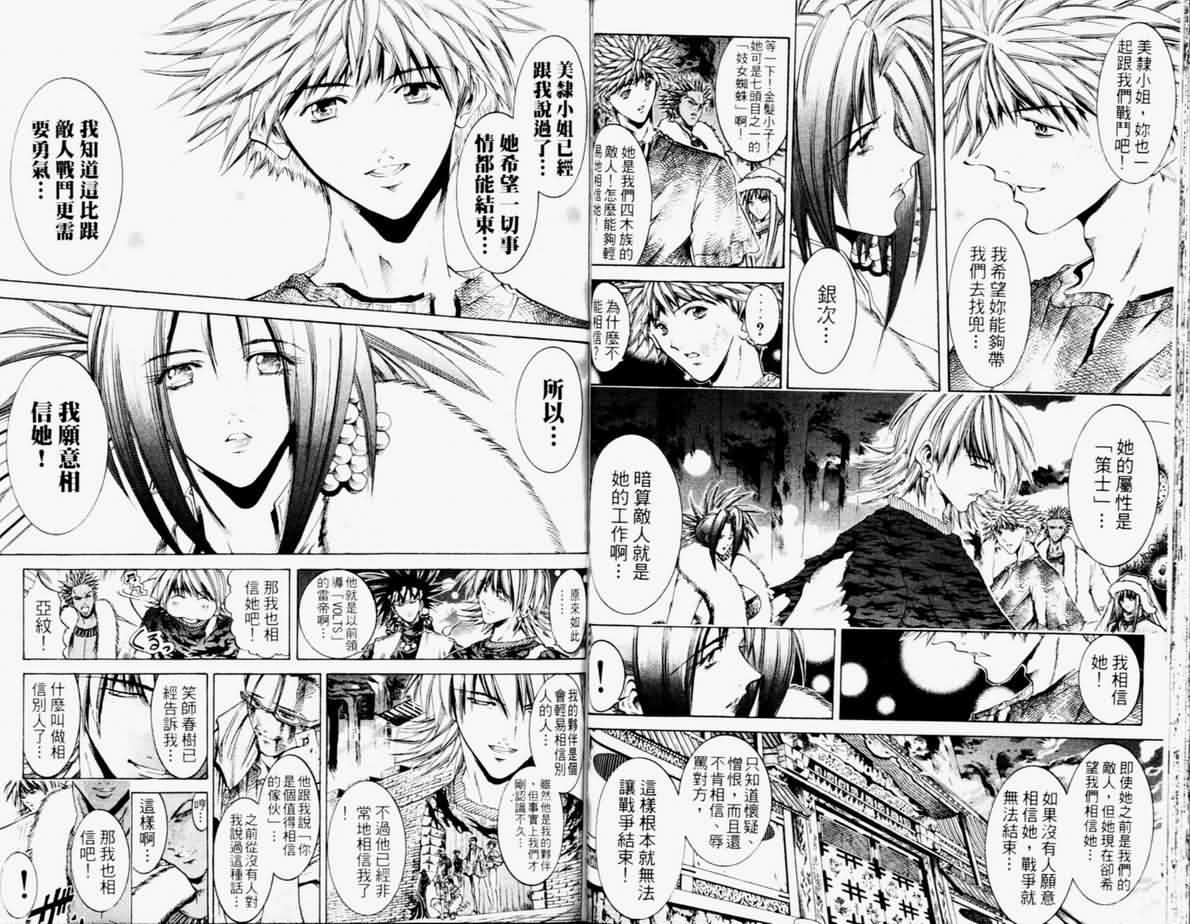 美隸小姐，妳也一
起跟我們戰鬥吧！
我希望妳能夠帶
我們去找兜…
銀次…
等一下！金髮小子！
她可是七頭目之一的
「妓女蜘蛛」啊！
她是我們四木族的
敵人！怎麼能夠輕
易地相信她！
‥‥？
為什麼不
能相信？
她的屬性是
「策士」…
暗算敵人就是
她的工作啊…
我相信
她！
！
即使她之前是我們的
敵人，但她現在卻希
望我們相信她…
如果沒有人願意
相信她，戰爭就
無法結束…
只知道懷疑、
憎恨，而且還
不肯相信、辱
罵對方…
這樣根本就無法
讓戰爭結束！
美隸小姐已經
跟我說過了…
她希望一切事
情都能結束…
我知道這比跟
敵人戰鬥更需
要勇氣…
所以…
我願意相
信她！
原來如此
……
他就是以前領
導「VOLTS」
的雷帝啊…
那我也相
信她吧！
くるっ
亞紋！
我的夥伴是個
會輕易相信別
人的人…
雖然他是我的夥伴
，但事實上我們才
剛認識不久…
不過他已經非
常地相信我了
！
他跟我說「你
是個值得相信
的傢伙」…
之前從沒有人對
我說過這種話…
笑師春樹已
經告訴我…
什麼叫做相
信別人了…
哼…
這樣啊…
那我也相
信吧！
！